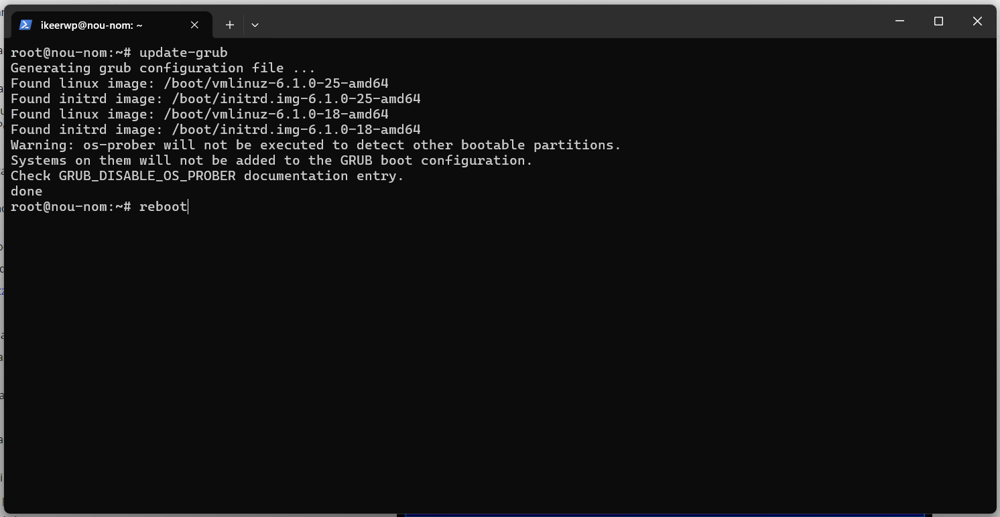 ikeerwp@nou-nom: ~
root@nou-nom:~# update-grub
Generating grub configuration file ...
Found linux image: /boot/vmlinuz-6.1.0-25-amd64
Found initrd image: /boot/initrd.img-6.1.0-25-amd64
Found linux image: /boot/vmlinuz-6.1.0-18-amd64
Found initrd image: /boot/initrd.img-6.1.0-18-amd64
Warning: os-prober will not be executed to detect other bootable partitions.
Systems on them will not be added to the GRUB boot configuration.
Check GRUB_DISABLE_OS_PROBER documentation entry.
done
root@nou-nom:~# reboot